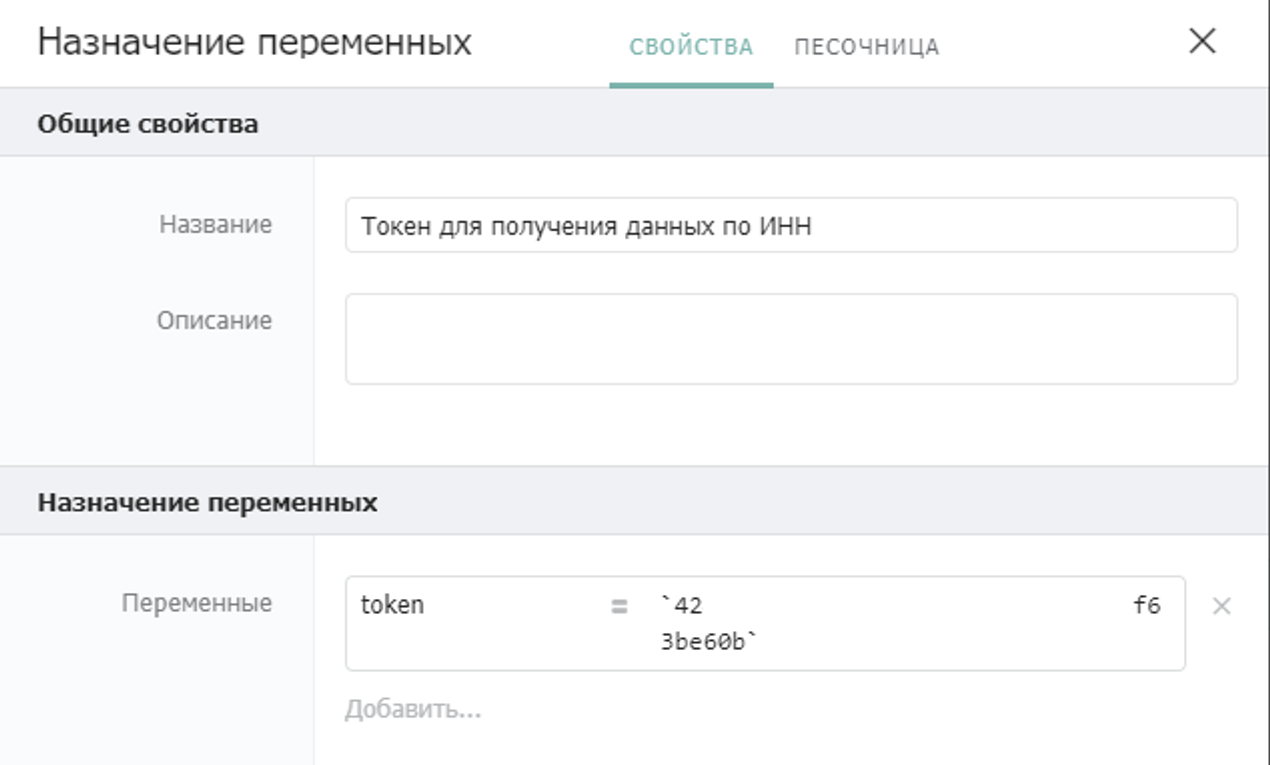 Назначение переменных СВОЙСТВА ПЕСОЧНИЦА
Общие свойства
Название Токен для получения данных по ИНН
Описание
Назначение переменных
Переменные token = `42 f6
3be60b`
Добавить...